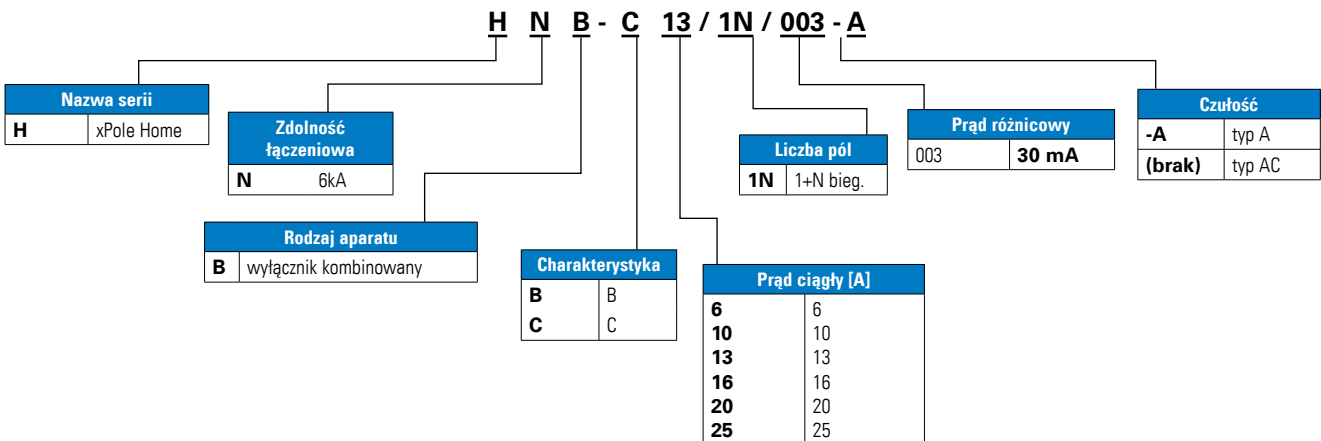 H N B - C 13 / 1N / 003 - A
Nazwa serii
H xPole Home
Zdolność
łączeniowa
N 6kA
Rodzaj aparatu
B wyłącznik kombinowany
Charakterystyka
B B
C C
Prąd ciągły [A]
6 6
10 10
13 13
16 16
20 20
25 25
Liczba pól
1N 1+N bieg.
Prąd różnicowy
003 30 mA
Czułość
-A typ A
(brak) typ AC